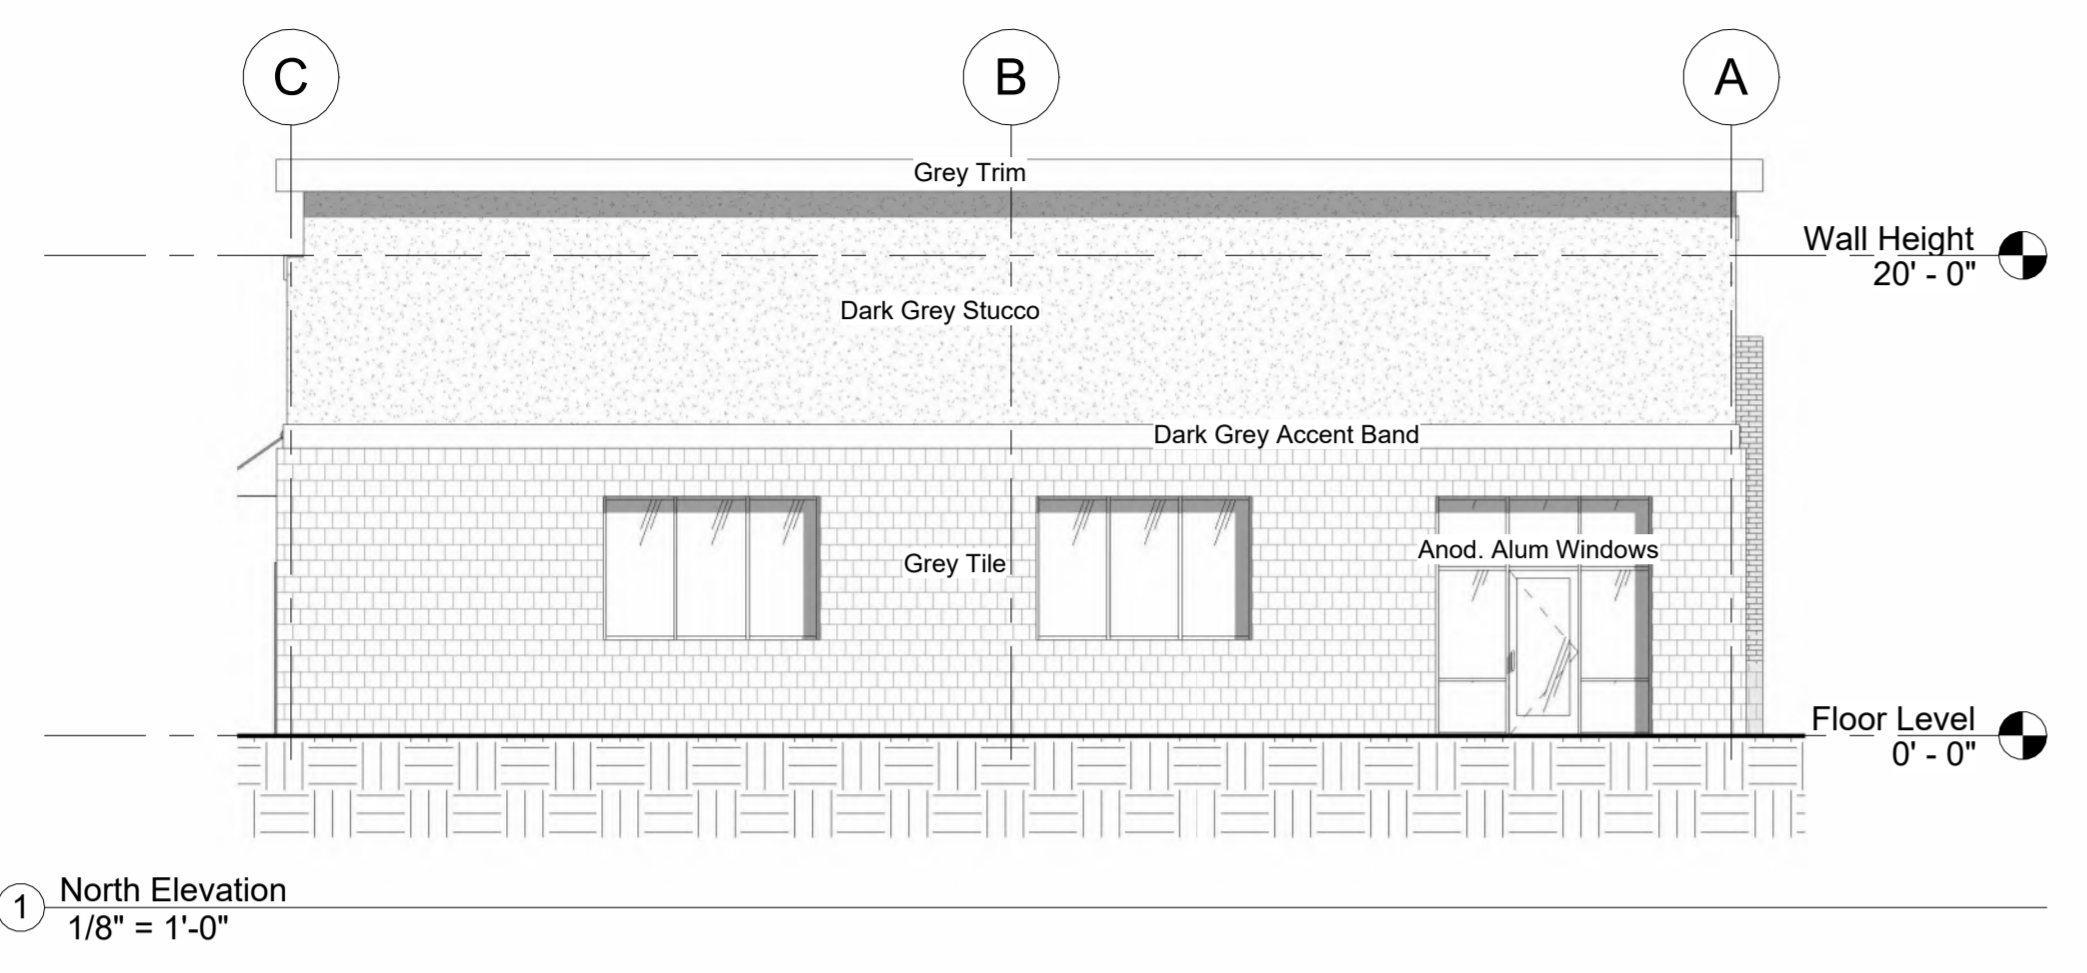 C
B
A
Grey Trim
Wall Height
20' - 0"
Dark Grey Stucco
Dark Grey Accent Band
Anod. Alum Windows
Grey Tile
Floor Level
0' - 0"
1
North Elevation
1/8" = 1'-0"